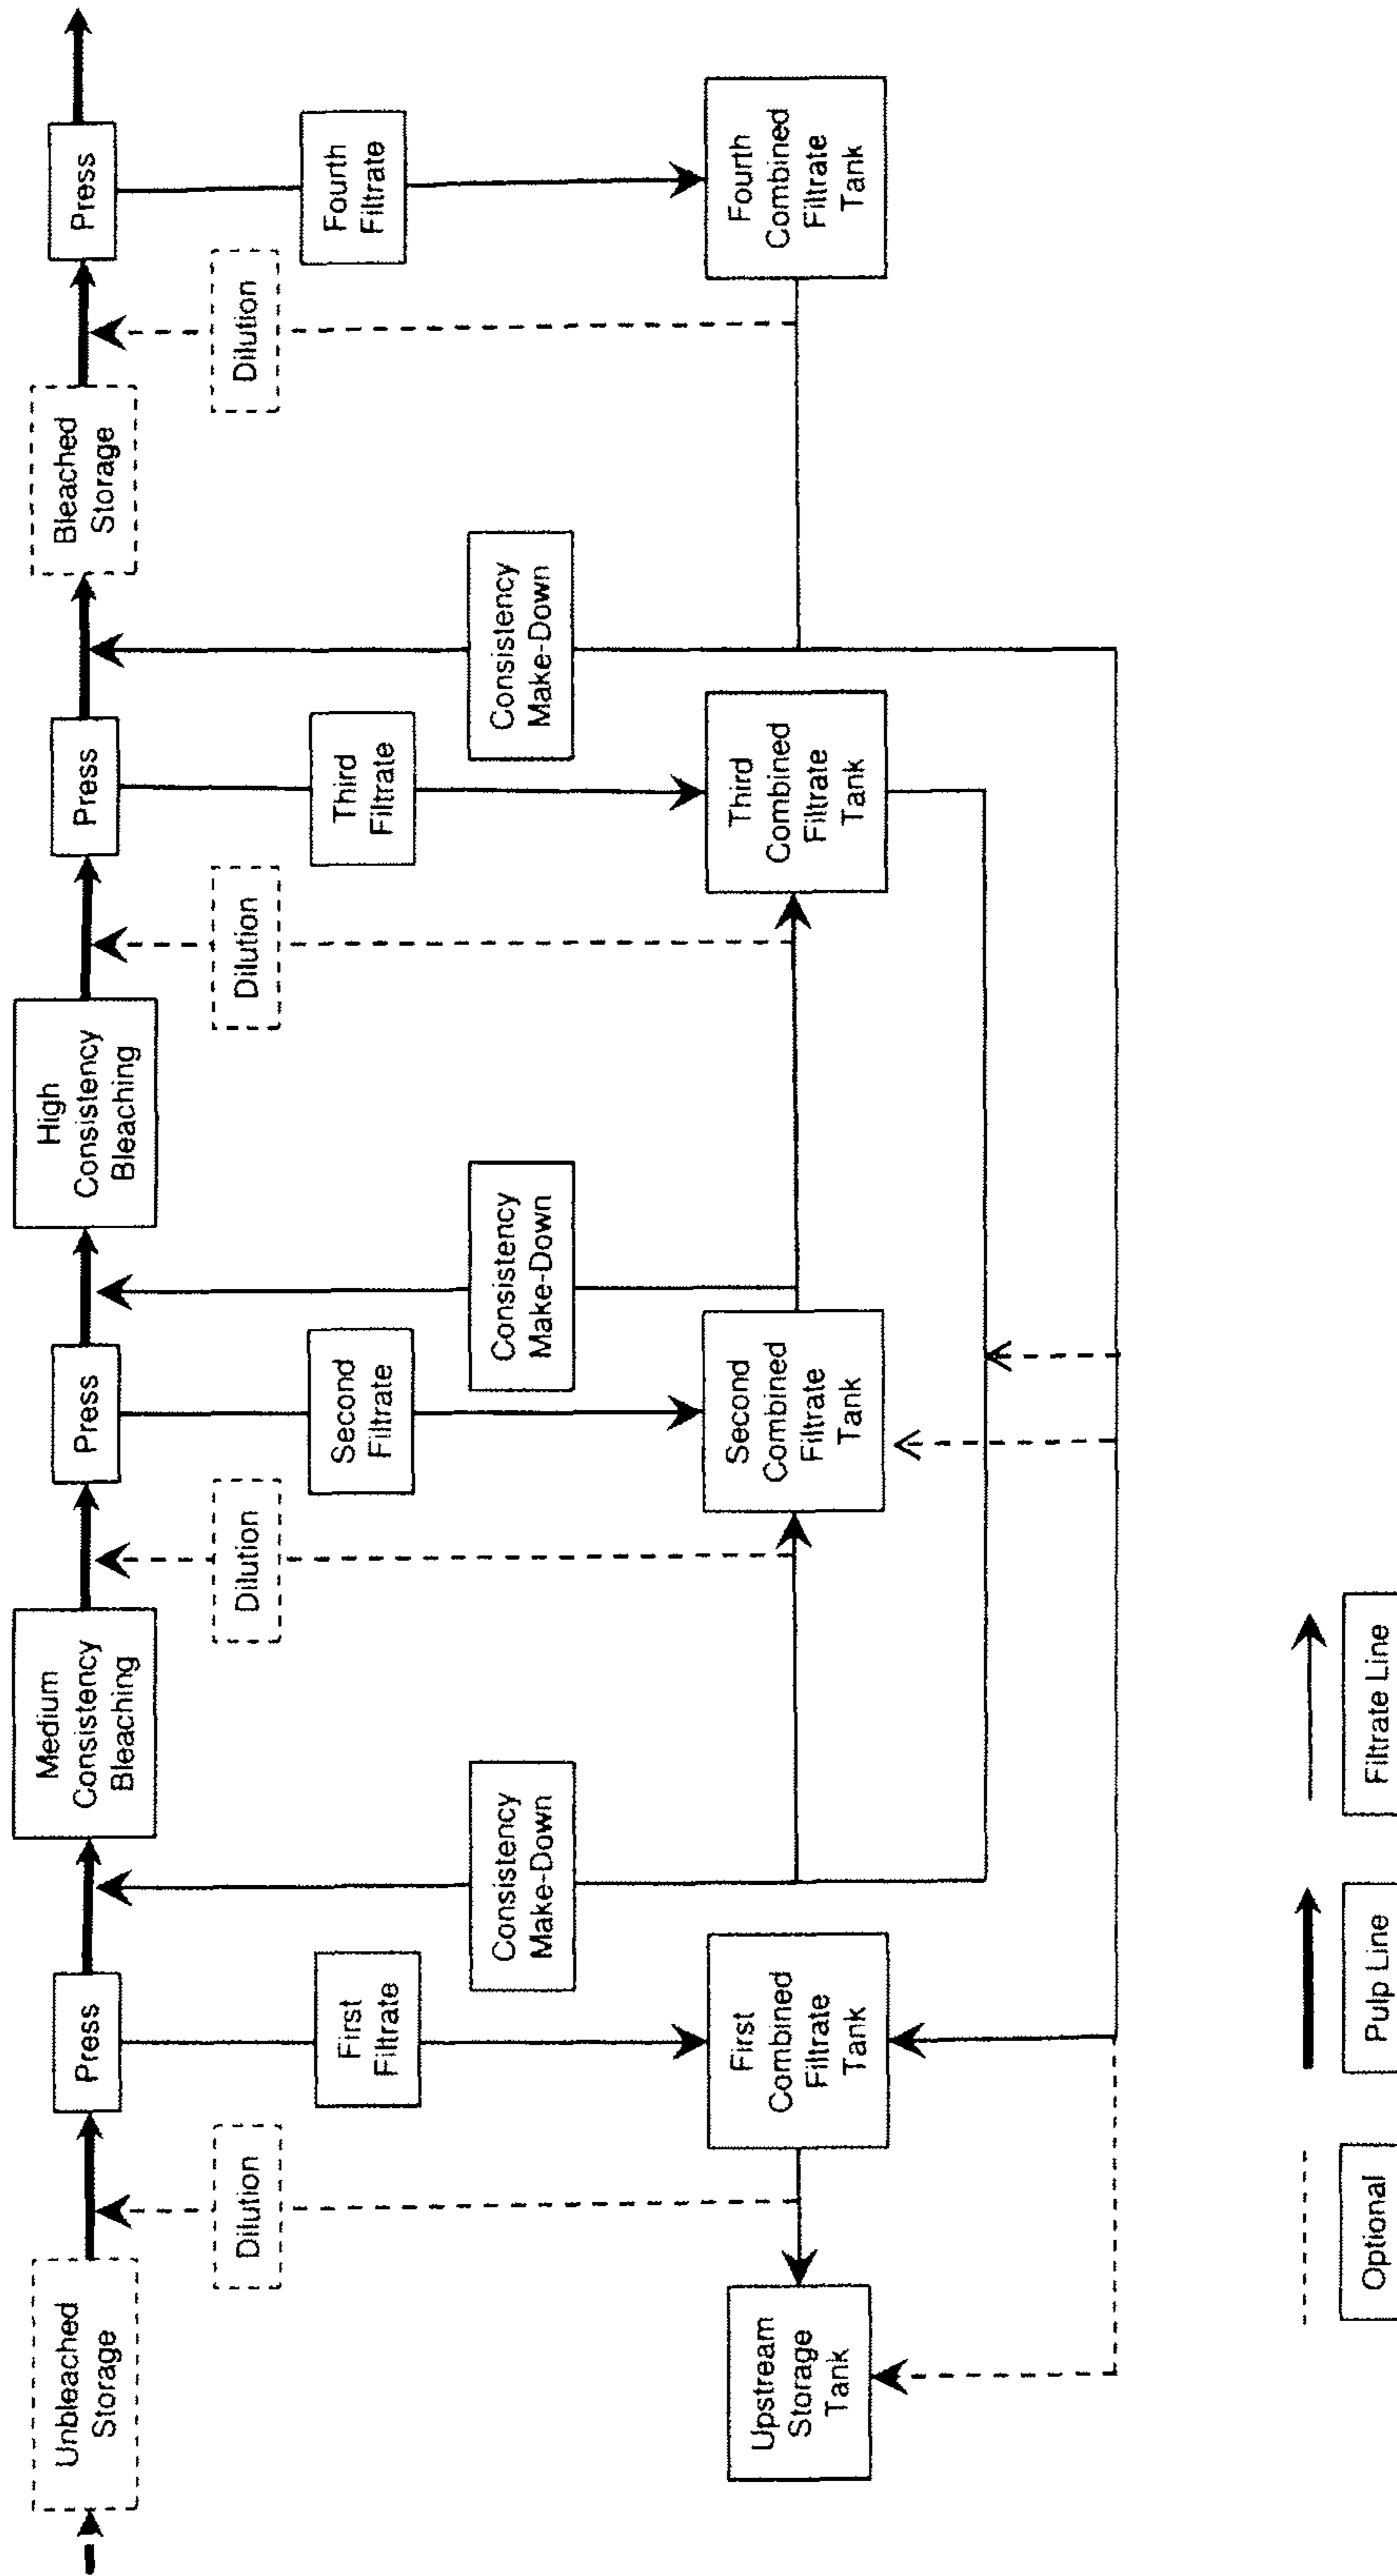 Unbleached
Storage
Press
Medium
Consistency
Bleaching
Press
High
Consistency
Bleaching
Press
Bleached
Storage
Press
Dilution
Dilution
Dilution
Dilution
First
Filtrate
Second
Filtrate
Third
Filtrate
Fourth
Filtrate
Consistency
Make-Down
Consistency
Make-Down
Consistency
Make-Down
Upstream
Storage
Tank
First
Combined
Filtrate
Tank
Second
Combined
Filtrate
Tank
Third
Combined
Filtrate
Tank
Fourth
Combined
Filtrate
Tank
Optional
Pulp Line
Filtrate Line